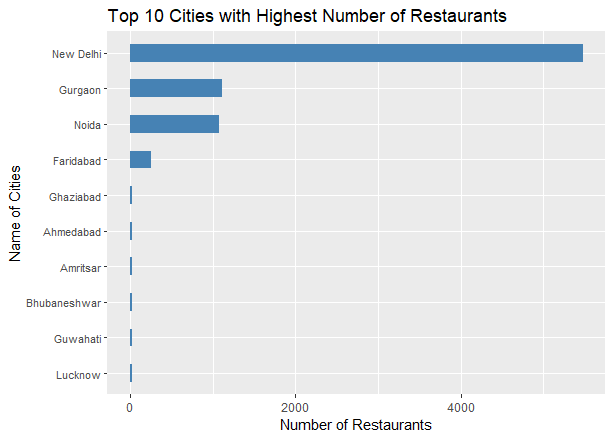 Top 10 Cities with Highest Number of Restaurants
Name of Cities
New Delhi
Gurgaon
Noida
Faridabad
Ghaziabad
Ahmedabad
Amritsar
Bhubaneshwar
Guwahati
Lucknow
0 2000 4000
Number of Restaurants